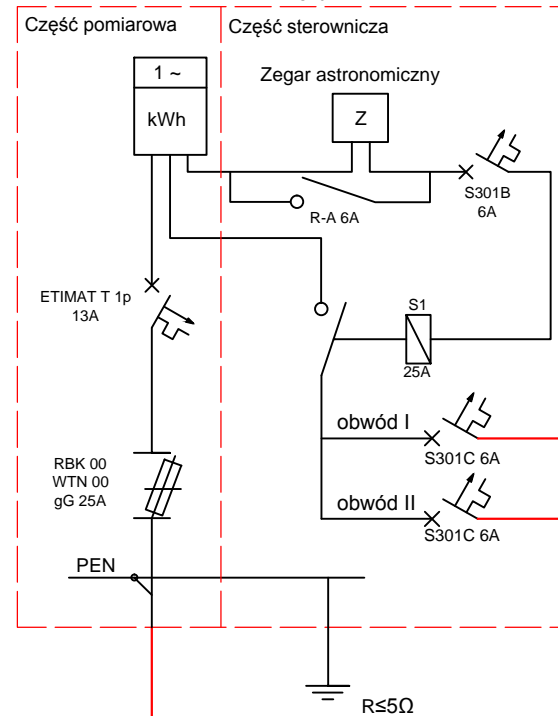 Część pomiarowa
Część sterownicza
1 ~
kWh
Zegar astronomiczny
Z
R-A 6A
S301B
6A
ETIMAT T 1p
13A
S1
25A
obwód I
S301C 6A
RBK 00
WTN 00
gG 25A
obwód II
S301C 6A
PEN
R≤5Ω